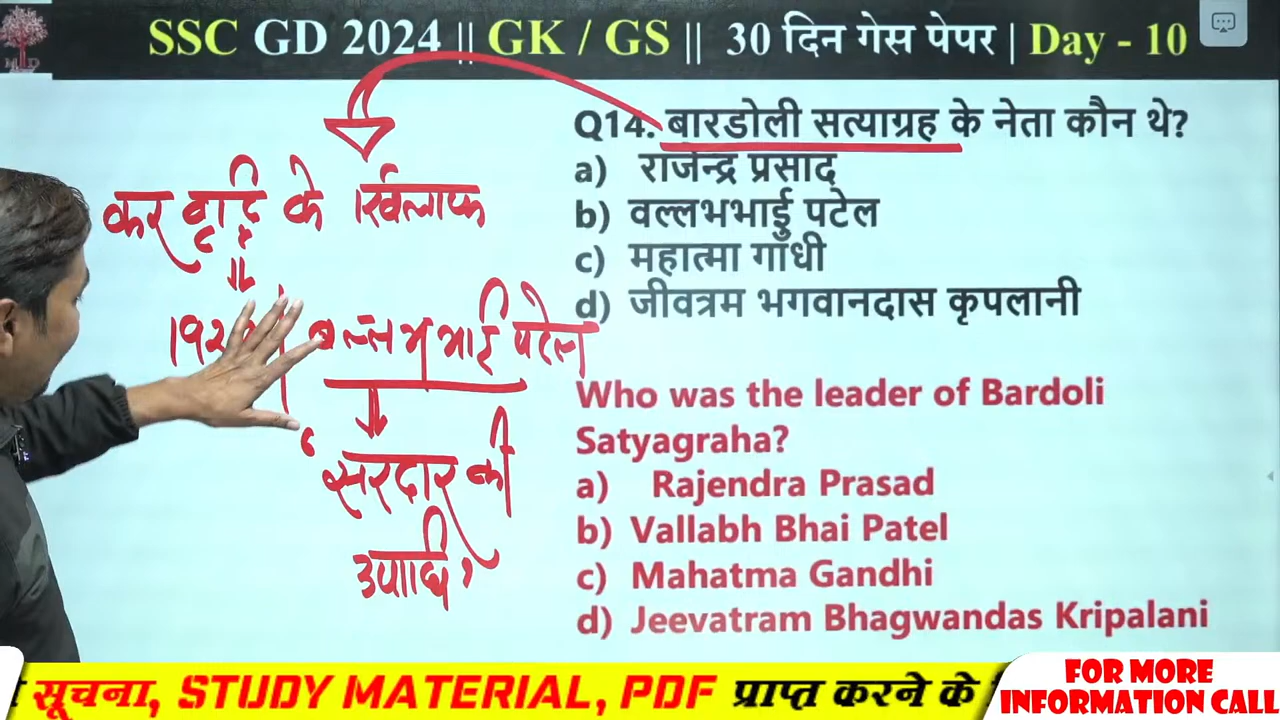 SSC GD 2024 || GK / GS || 30 दिन गेस पेपर | Day - 10
Q14. बारडोली सत्याग्रह के नेता कौन थे?
a) राजेन्द्र प्रसाद
b) वल्लभभाई पटेल
c) महात्मा गाँधी
d) जीवत्रम भगवानदास कृपलानी
Who was the leader of Bardoli
Satyagraha?
a) Rajendra Prasad
b) Vallabh Bhai Patel
c) Mahatma Gandhi
d) Jeevatram Bhagwandas Kripalani
कर वृद्धि के खिलाफ
बल्लभ भाई पटेल
'सरदार की
उपाधि'
सूचना, STUDY MATERIAL, PDF प्राप्त करने के
FOR MORE
INFORMATION CALL